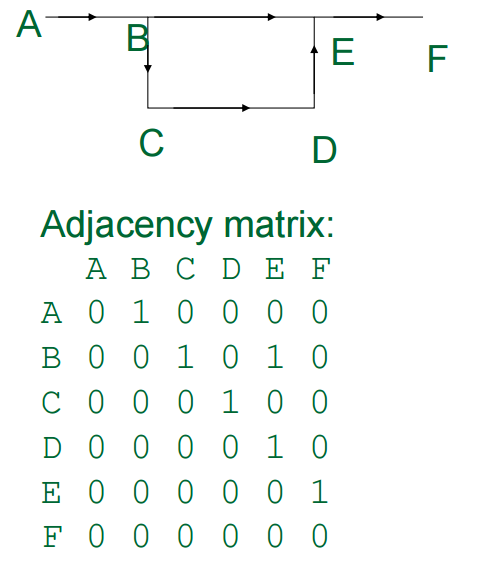 A B E F
C D
Adjacency matrix:
A B C D E F
A 0 1 0 0 0 0
B 0 0 1 0 1 0
C 0 0 0 1 0 0
D 0 0 0 0 1 0
E 0 0 0 0 0 1
F 0 0 0 0 0 0